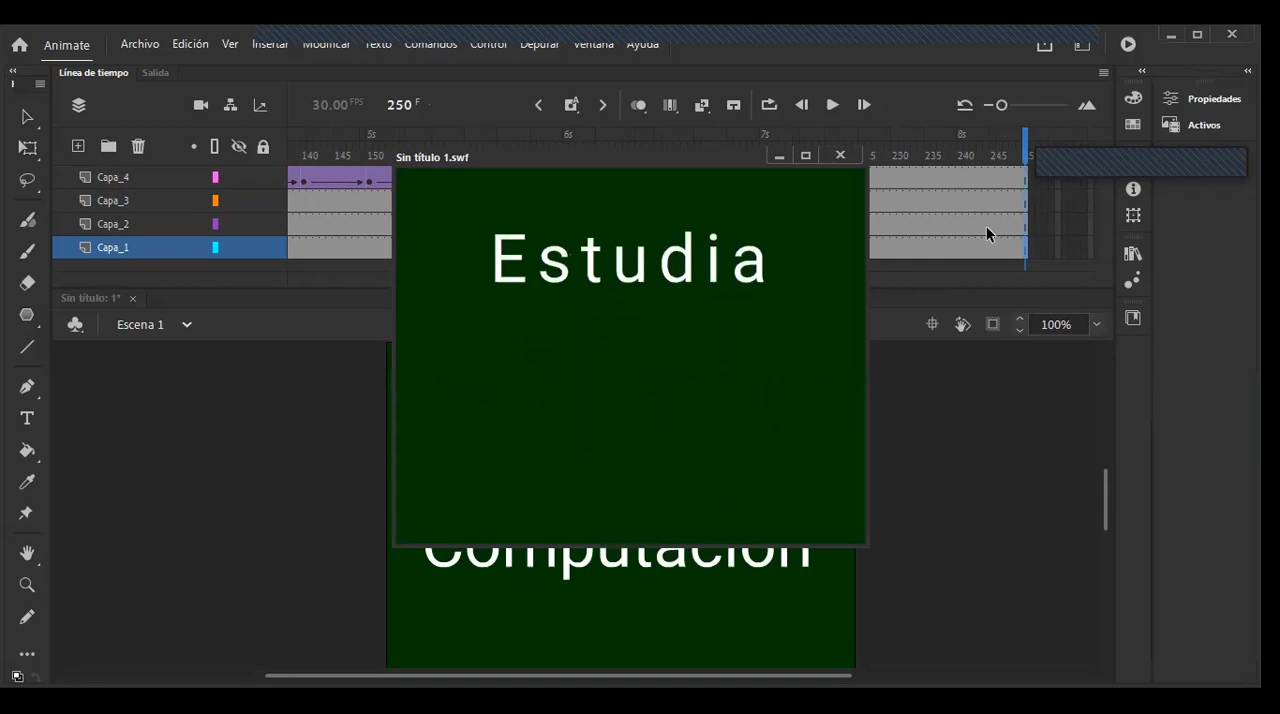 Animate Archivo Edición Ver Insertar Modificar Texto Comandos Control Depurar Ventana Ayuda
Línea de tiempo Salida
30.00 FPS 250 F
Propiedades
Activos
5s 6s 7s 8s
140 145 150 5 230 235 240 245
Sin título 1.swf
Capa_4
Capa_3
Capa_2
Capa_1
Estudia
Sin título: 1*
Escena 1 100%
Computación